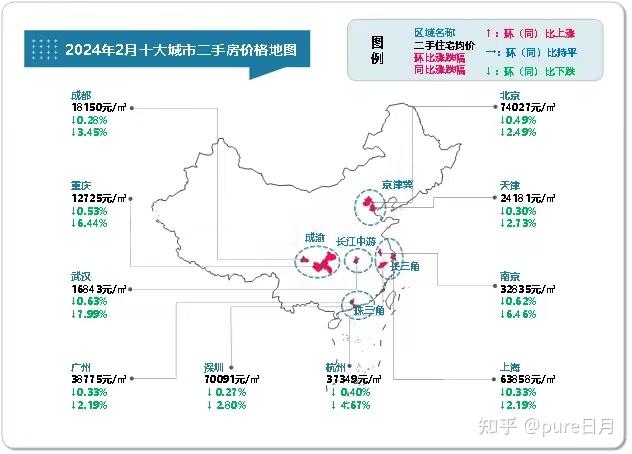 2024年2月十大城市二手房价格地图
图例
区域名称
二手住宅均价
环比涨跌幅
同比涨跌幅
↑：环（同）比上涨
→：环（同）比持平
↓：环（同）比下跌
成都
18150元/㎡
↓0.28%
↓3.45%
北京
74027元/㎡
↓0.49%
↓2.49%
重庆
12725元/㎡
↓0.53%
↓6.44%
京津冀
天津
24181元/㎡
↓0.30%
↓2.73%
成渝
长江中游
长三角
武汉
16843元/㎡
↓0.63%
↓7.99%
南京
32835元/㎡
↓0.62%
↓6.46%
珠三角
广州
38775元/㎡
↓0.33%
↓2.19%
深圳
70091元/㎡
↓ 0.27%
↓ 2.80%
杭州
37349元/㎡
↓ 0.40%
↓ 4.67%
上海
63858元/㎡
↓0.33%
↓2.19%
知乎 @pure日月